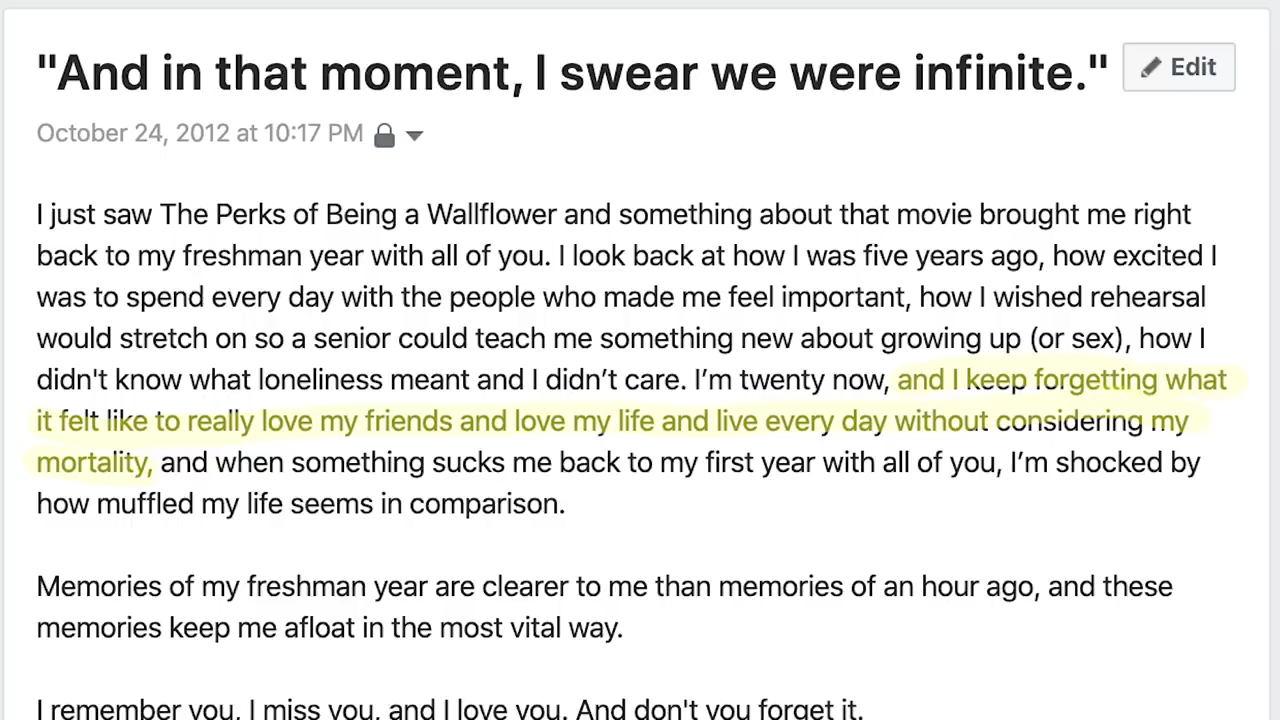 "And in that moment, I swear we were infinite."
Edit
October 24, 2012 at 10:17 PM
I just saw The Perks of Being a Wallflower and something about that movie brought me right
back to my freshman year with all of you. I look back at how I was five years ago, how excited I
was to spend every day with the people who made me feel important, how I wished rehearsal
would stretch on so a senior could teach me something new about growing up (or sex), how I
didn't know what loneliness meant and I didn’t care. I’m twenty now, and I keep forgetting what
it felt like to really love my friends and love my life and live every day without considering my
mortality, and when something sucks me back to my first year with all of you, I’m shocked by
how muffled my life seems in comparison.
Memories of my freshman year are clearer to me than memories of an hour ago, and these
memories keep me afloat in the most vital way.
I remember you, I miss you, and I love you. And don't you forget it.